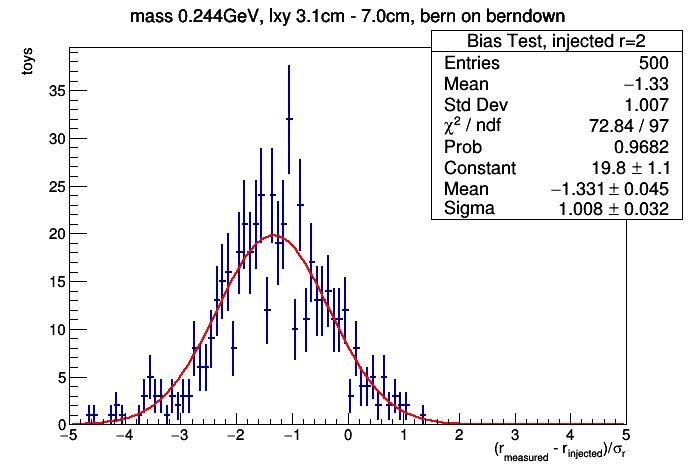 mass 0.244GeV, lxy 3.1cm - 7.0cm, bern on berndown
Bias Test, injected r=2
Entries 500
Mean −1.33
Std Dev 1.007
χ² / ndf 72.84 / 97
Prob 0.9682
Constant 19.8 ± 1.1
Mean −1.331 ± 0.045
Sigma 1.008 ± 0.032
toys
35
30
25
20
15
10
5
0
−5 −4 −3 −2 −1 0 1 2 3 4 5
(r_measured - r_injected)/σ_r